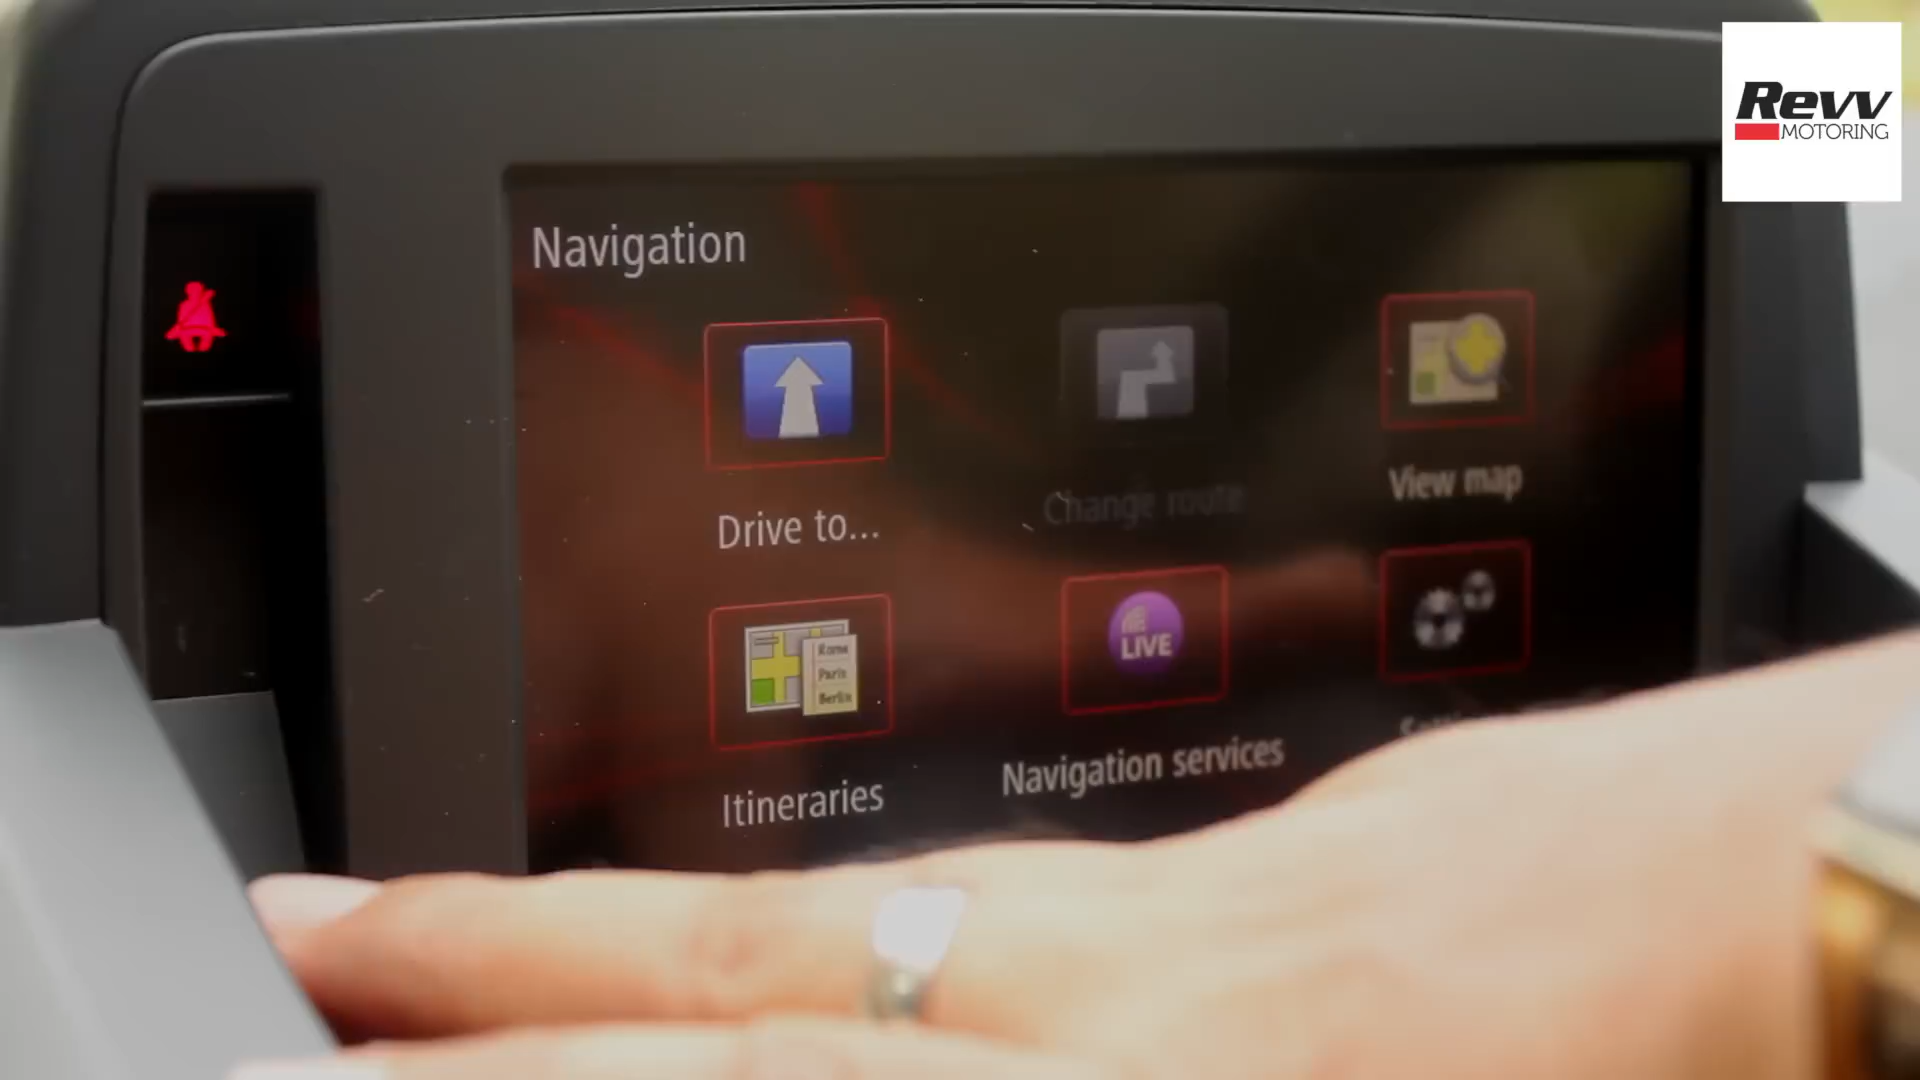 Revv
MOTORING
Navigation
Drive to...
Change route
View map
Rome
Paris
Berlin
LIVE
Itineraries
Navigation services